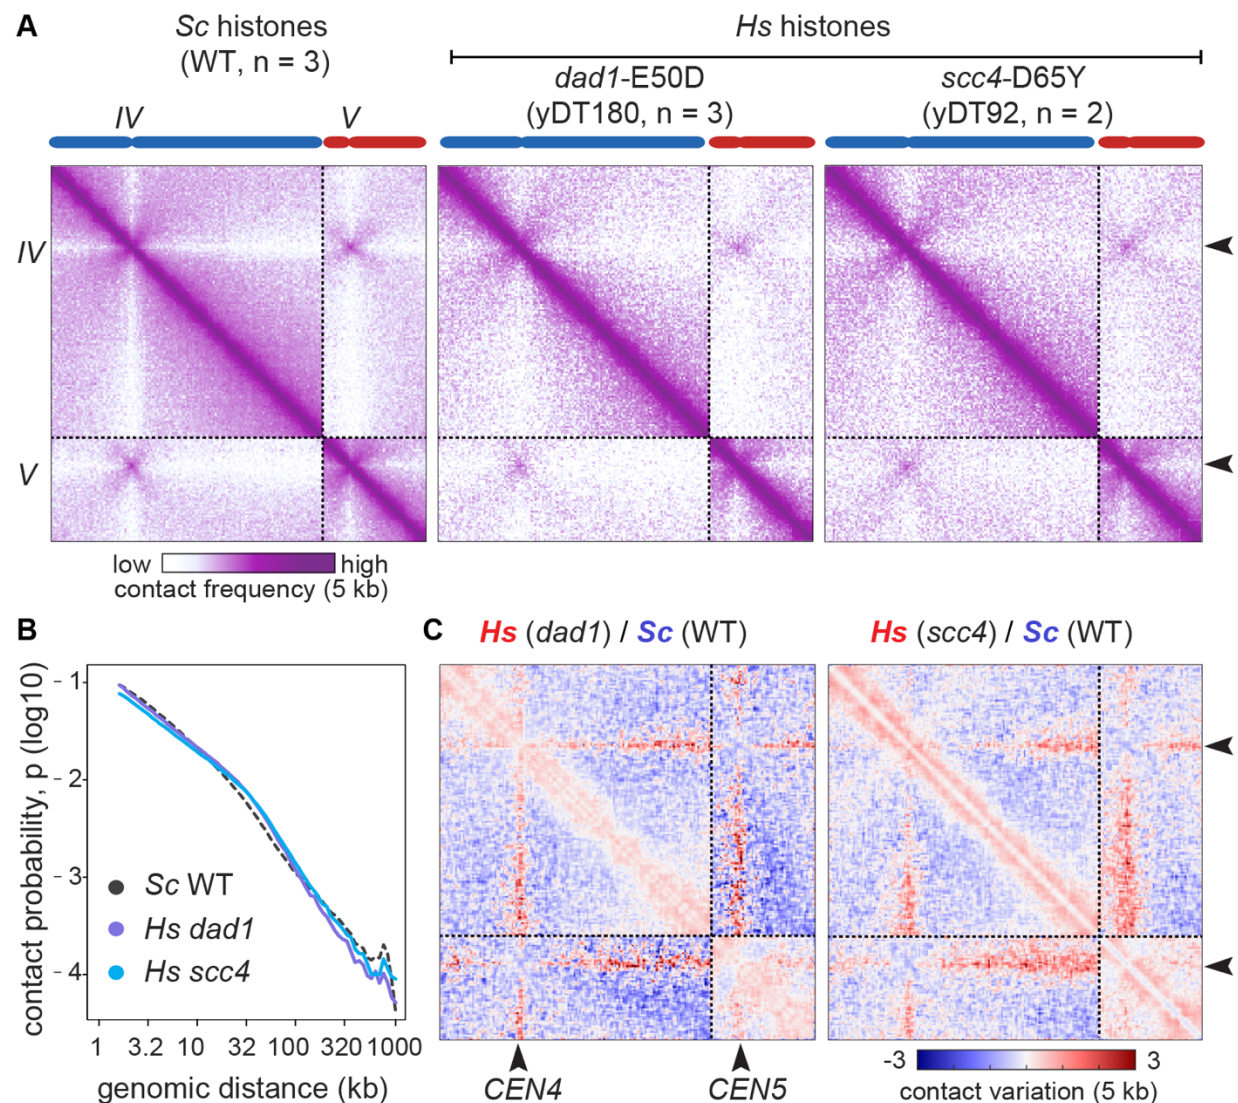 A
Sc histones
(WT, n = 3)
Hs histones
dad1-E50D
(yDT180, n = 3)
scc4-D65Y
(yDT92, n = 2)
IV
V
IV
V
low
high
contact frequency (5 kb)
B
contact probability, p (log10)
- 1
- 2
- 3
- 4
Sc WT
Hs dad1
Hs scc4
1 3.2 10 32 100 320 1000
genomic distance (kb)
C
Hs (dad1) / Sc (WT)
Hs (scc4) / Sc (WT)
CEN4
CEN5
-3
3
contact variation (5 kb)